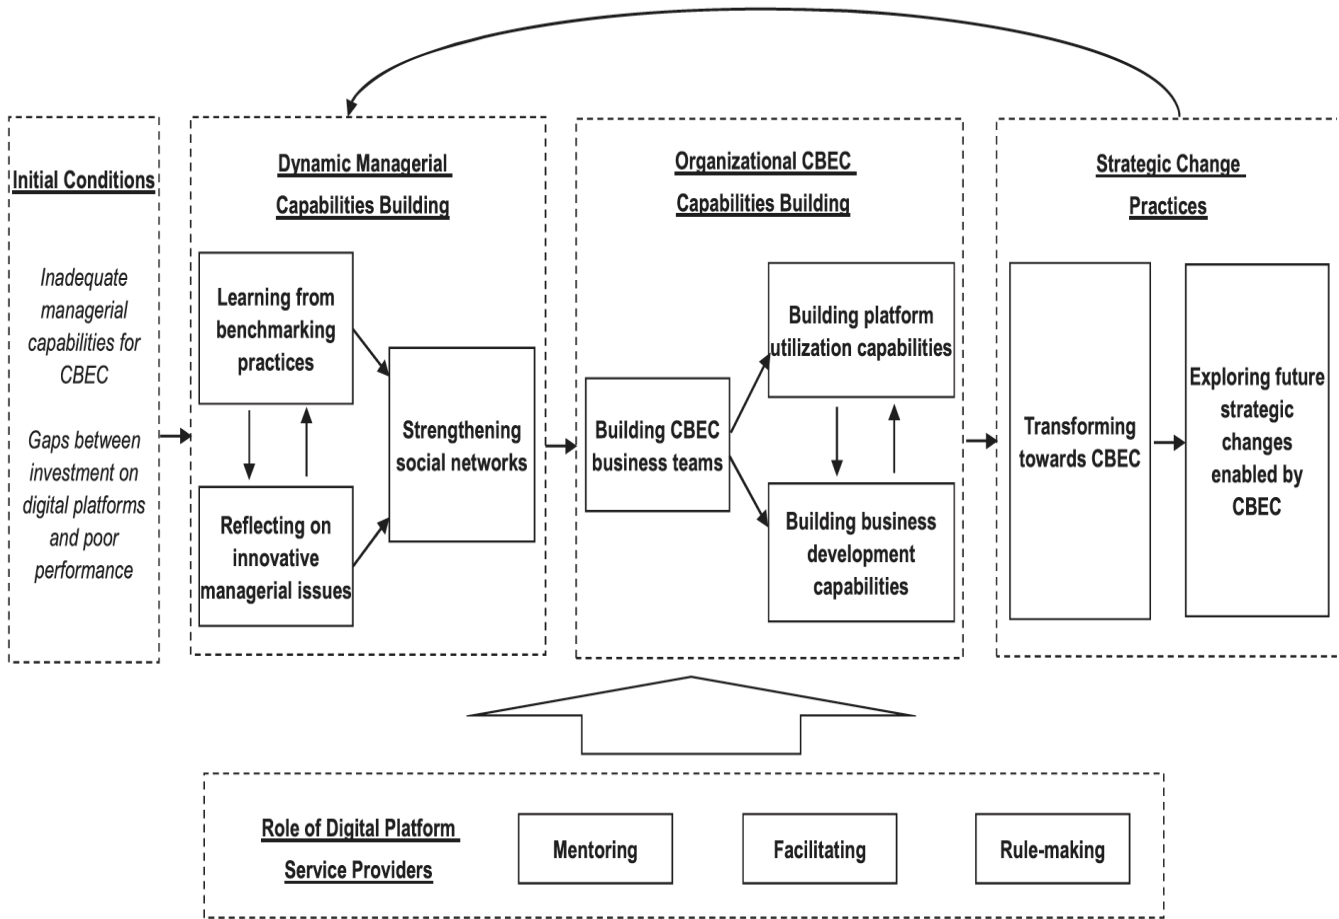 Initial Conditions
Inadequate
managerial
capabilities for
CBEC
Gaps between
investment on
digital platforms
and poor
performance
Dynamic Managerial
Capabilities Building
Learning from
benchmarking
practices
Reflecting on
innovative
managerial issues
Strengthening
social networks
Organizational CBEC
Capabilities Building
Building CBEC
business teams
Building platform
utilization capabilities
Building business
development
capabilities
Strategic Change
Practices
Transforming
towards CBEC
Exploring future
strategic
changes
enabled by
CBEC
Role of Digital Platform
Service Providers
Mentoring
Facilitating
Rule-making